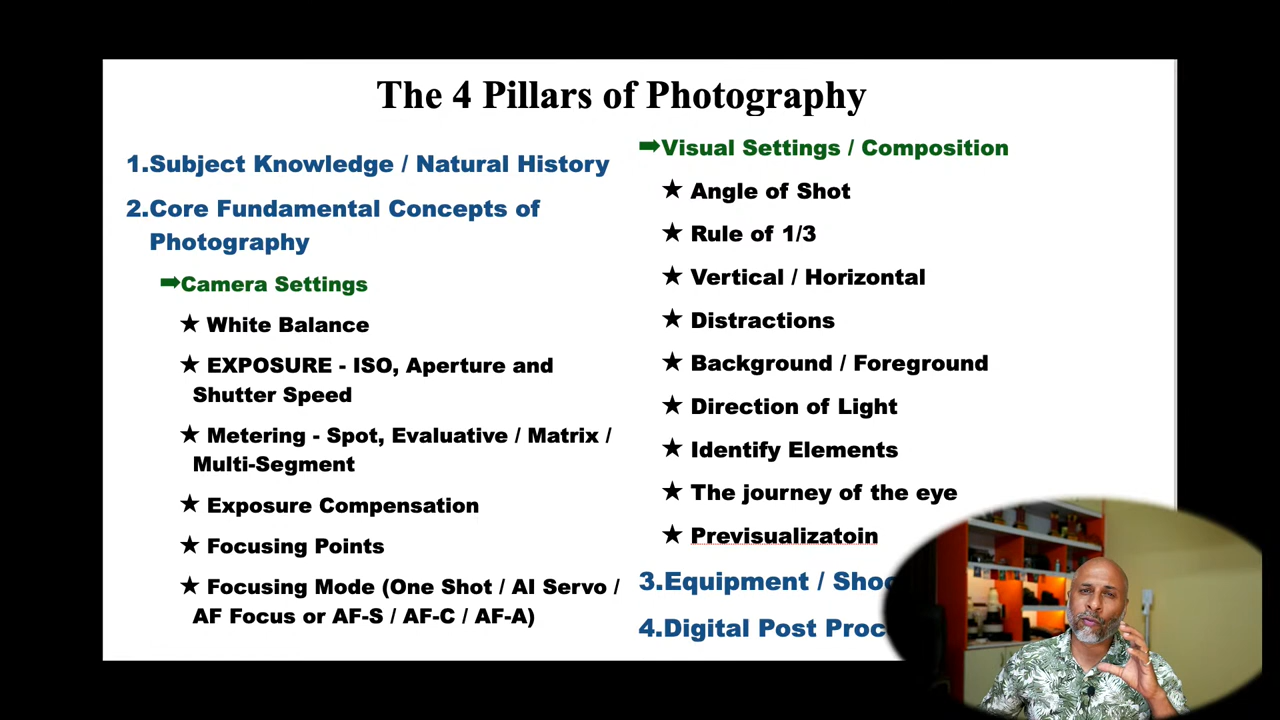 The 4 Pillars of Photography
1.Subject Knowledge / Natural History
2.Core Fundamental Concepts of
Photography
➡Camera Settings
★ White Balance
★ EXPOSURE - ISO, Aperture and
Shutter Speed
★ Metering - Spot, Evaluative / Matrix /
Multi-Segment
★ Exposure Compensation
★ Focusing Points
★ Focusing Mode (One Shot / AI Servo /
AF Focus or AF-S / AF-C / AF-A)
➡Visual Settings / Composition
★ Angle of Shot
★ Rule of 1/3
★ Vertical / Horizontal
★ Distractions
★ Background / Foreground
★ Direction of Light
★ Identify Elements
★ The journey of the eye
★ Previsualizatoin
3.Equipment /
4.Digital Post